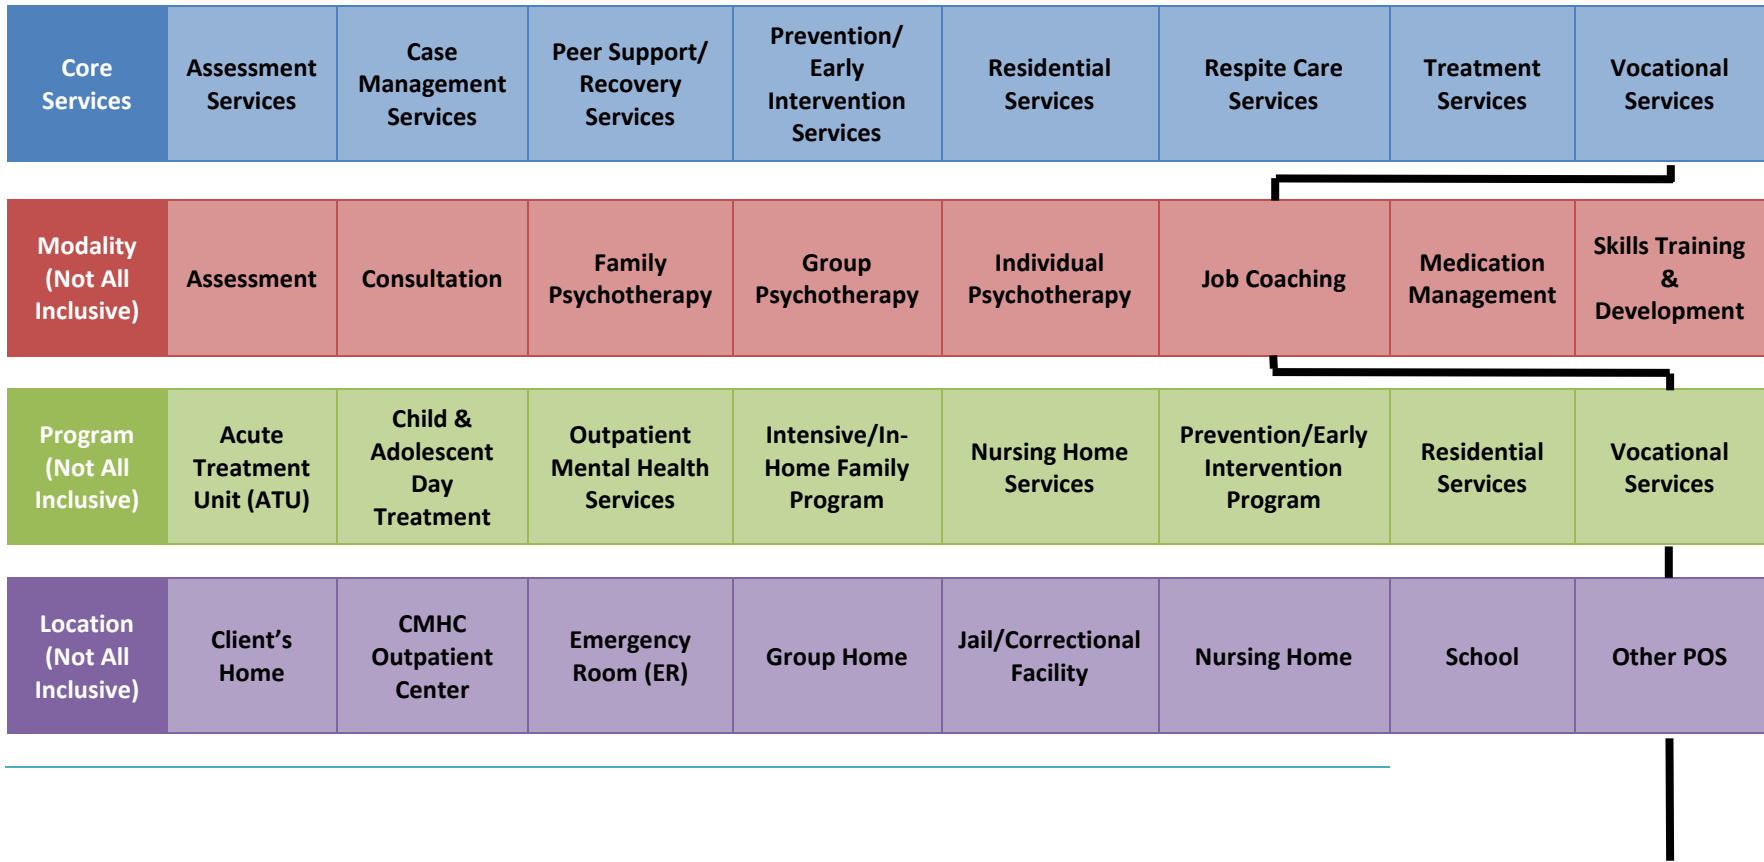 Core
Services
Assessment
Services
Case
Management
Services
Peer Support/
Recovery
Services
Prevention/
Early
Intervention
Services
Residential
Services
Respite Care
Services
Treatment
Services
Vocational
Services
Modality
(Not All
Inclusive)
Assessment
Consultation
Family
Psychotherapy
Group
Psychotherapy
Individual
Psychotherapy
Job Coaching
Medication
Management
Skills Training
&
Development
Program
(Not All
Inclusive)
Acute
Treatment
Unit (ATU)
Child &
Adolescent
Day
Treatment
Outpatient
Mental Health
Services
Intensive/In-
Home Family
Program
Nursing Home
Services
Prevention/Early
Intervention
Program
Residential
Services
Vocational
Services
Location
(Not All
Inclusive)
Client’s
Home
CMHC
Outpatient
Center
Emergency
Room (ER)
Group Home
Jail/Correctional
Facility
Nursing Home
School
Other POS